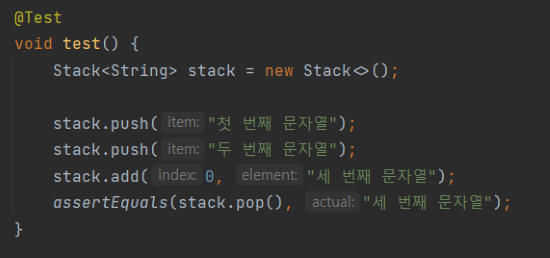 @Test
void test() {
Stack<String> stack = new Stack<>();
stack.push( item: "첫 번째 문자열");
stack.push( item: "두 번째 문자열");
stack.add( index: 0, element: "세 번째 문자열");
assertEquals(stack.pop(), actual: "세 번째 문자열");
}